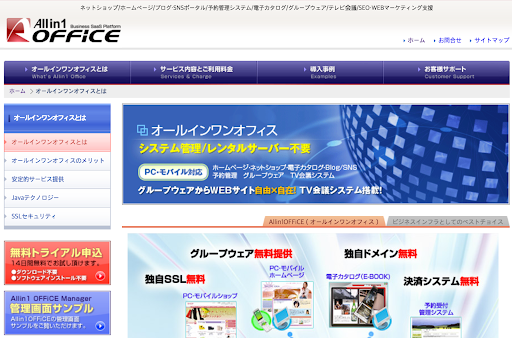 ネットショップ/ホームページ/ブログ·SNSポータル/予約管理システム/電子カタログ/グループウェア/テレビ会議/SEO·WEBマーケティング支援
Allin1 Business SaaS Platform
OFFiCE
ホーム お問合せ サイトマップ
オールインワンオフィスとは サービス内容とご利用料金 導入事例 お客様サポート
What's Allin1 Office Services & Charge Examples Customer Support
ホーム > オールインワンオフィスとは
オールインワンオフィスとは
オールインワンオフィスとは
オールインワンオフィスのメリット
安定的サービス提供
Javaテクノロジー
SSLセキュリティ
無料トライアル申込
14日間無料でお試し頂けます。
●ダウンロード不要
●ソフトウェアインストール不要
Allin1 OFFiCE Manager
管理画面サンプル
Allin1OFFiCEの管理画面
サンプルをご覧いただけます。
オールインワンオフィス
システム管理/レンタルサーバー不要
PC·モバイル対応
ホームページ·ネットショップ·電子カタログ·Blog/SNS
予約管理 グループウェア TV会議システム
グループウェアからWEBサイト自由×自在! TV会議システム搭載!
Allin1OFFiCE ( オールインワンオフィス ) ビジネスインフラとしてのベストチョイス
グループウェア無料提供 独自ドメイン無料
独自SSL無料 PC·モバイル ホームページ 電子カタログ(E-BOOK) 決済システム無料
PC·モバイルショップ 予約受付 管理システム